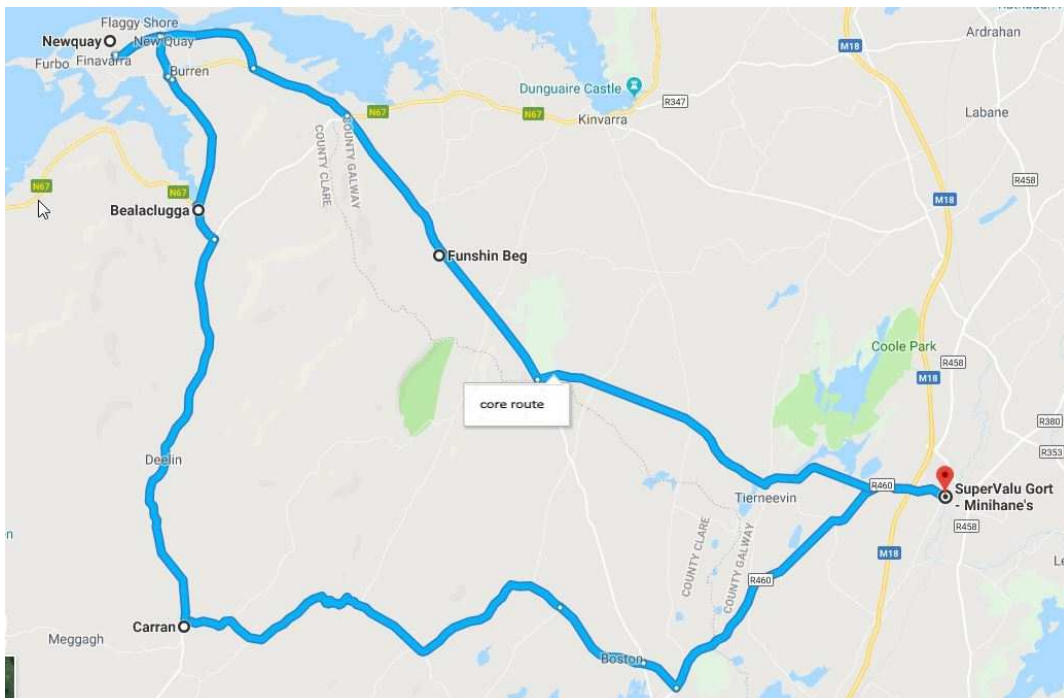 Ardrahan
Flaggy Shore
M18
Newquay
New Quay
Furbo
Finavarra
Burren
Dunguaire Castle
R347
N67
N67
Kinvarra
Labane
COUNTY CLARE
COUNTY GALWAY
R458
N67
N67
M18
Bealaclugga
Funshin Beg
Coole Park
R458
M18
core route
R380
R353
Deelin
R460
Tierneevin
SuperValu Gort
- Minihane's
R458
M18
COUNTY CLARE
COUNTY GALWAY
R460
Carran
Meggagh
Boston